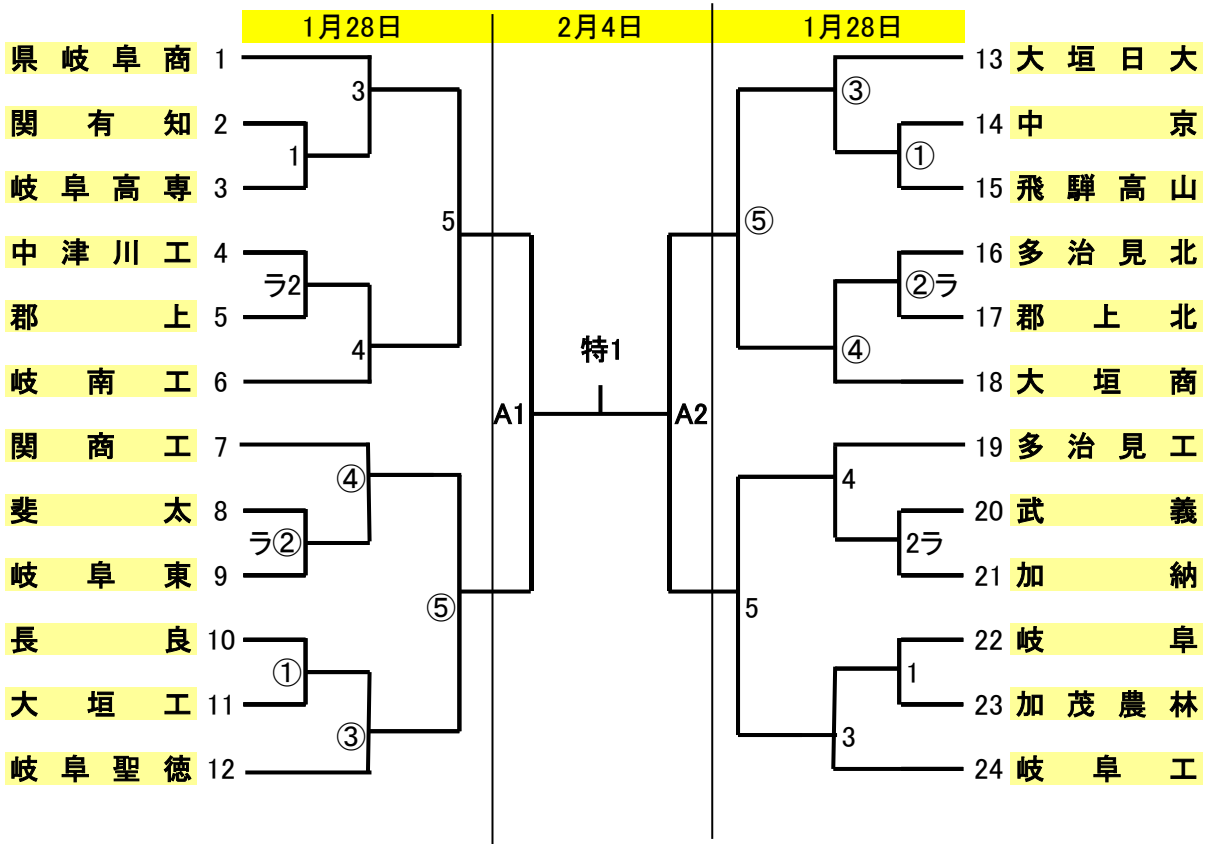 1月28日 2月4日 1月28日
県岐阜商 1
3
関有知 2
1
岐阜高専 3
5
中津川工 4
ラ2
郡上 5
4
岐南工 6
関商工 7
④
斐太 8
ラ②
岐阜東 9
⑤
長良 10
①
大垣工 11
③
岐阜聖徳 12
A1
特1
A2
13 大垣日大
③
14 中京
①
15 飛騨高山
⑤
16 多治見北
②ラ
17 郡上北
④
18 大垣商
19 多治見工
4
20 武義
2ラ
21 加納
5
22 岐阜
1
23 加茂農林
3
24 岐阜工